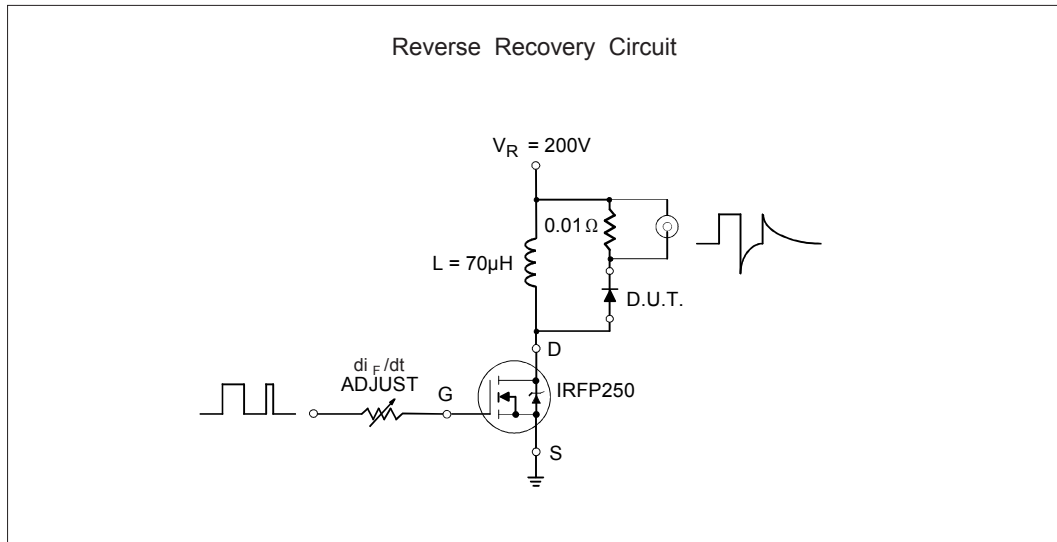 Reverse Recovery Circuit
V_R = 200V
0.01 Ω
L = 70µH
D.U.T.
di_F/dt
ADJUST
D
G
IRFP250
S